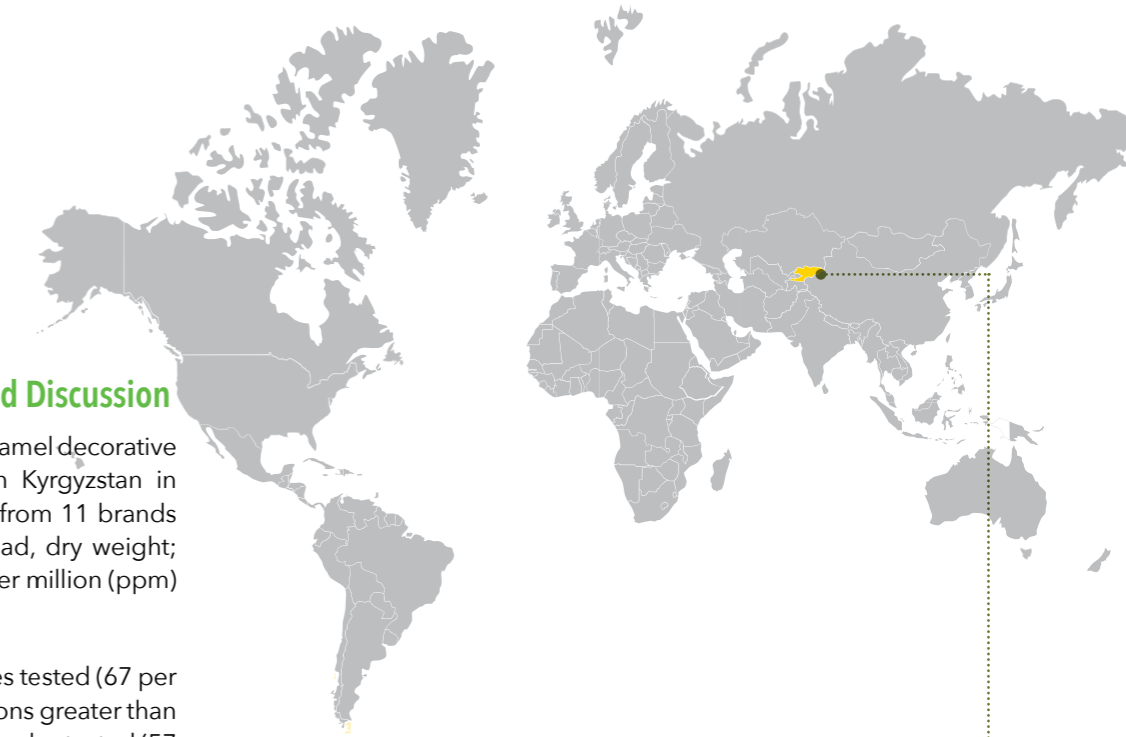 d Discussion
amel decorative
n Kyrgyzstan in
from 11 brands
ad, dry weight;
er million (ppm)
es tested (67 per
ons greater than